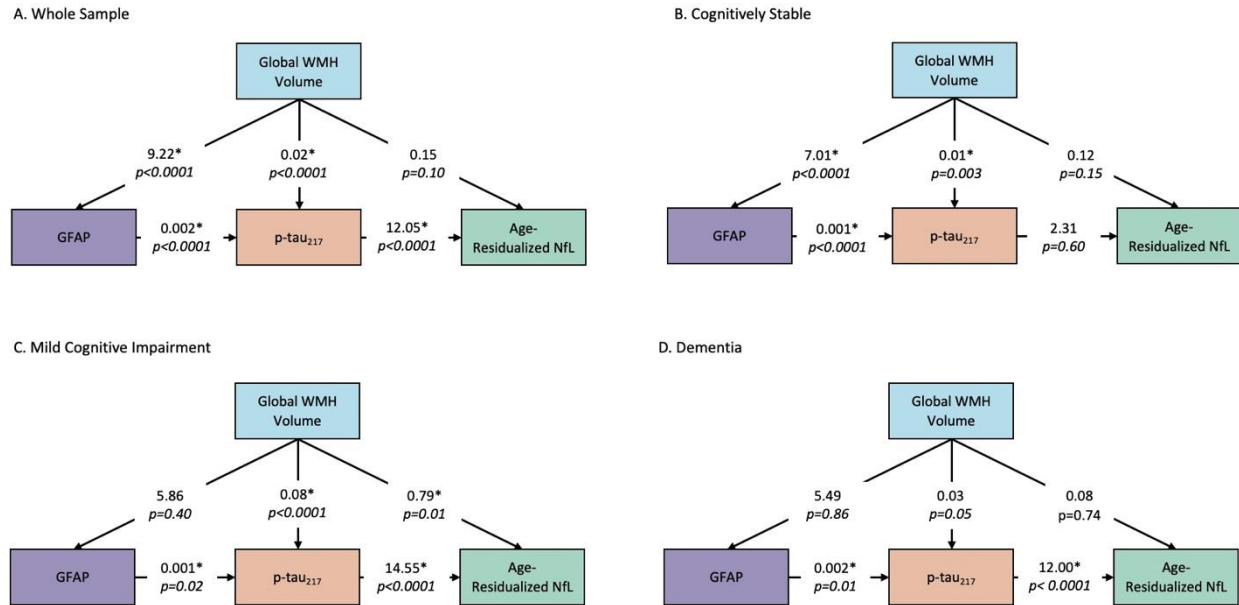 A. Whole Sample
Global WMH
Volume
9.22*
p<0.0001
0.02*
p<0.0001
0.15
p=0.10
GFAP
0.002*
p<0.0001
p-tau₂₁₇
12.05*
p<0.0001
Age-
Residualized NfL
B. Cognitively Stable
Global WMH
Volume
7.01*
p<0.0001
0.01*
p=0.003
0.12
p=0.15
GFAP
0.001*
p<0.0001
p-tau₂₁₇
2.31
p=0.60
Age-
Residualized NfL
C. Mild Cognitive Impairment
Global WMH
Volume
5.86
p=0.40
0.08*
p<0.0001
0.79*
p=0.01
GFAP
0.001*
p=0.02
p-tau₂₁₇
14.55*
p<0.0001
Age-
Residualized NfL
D. Dementia
Global WMH
Volume
5.49
p=0.86
0.03
p=0.05
0.08
p=0.74
GFAP
0.002*
p=0.01
p-tau₂₁₇
12.00*
p< 0.0001
Age-
Residualized NfL